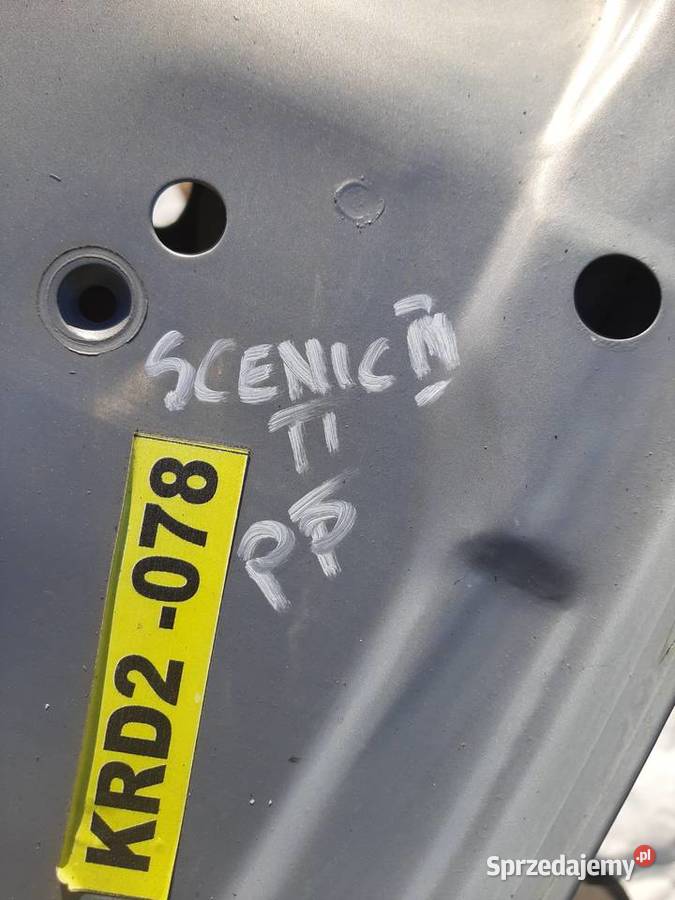 SCENIC III
TI
PP
KRD2 -078
Sprzedajemy.pl